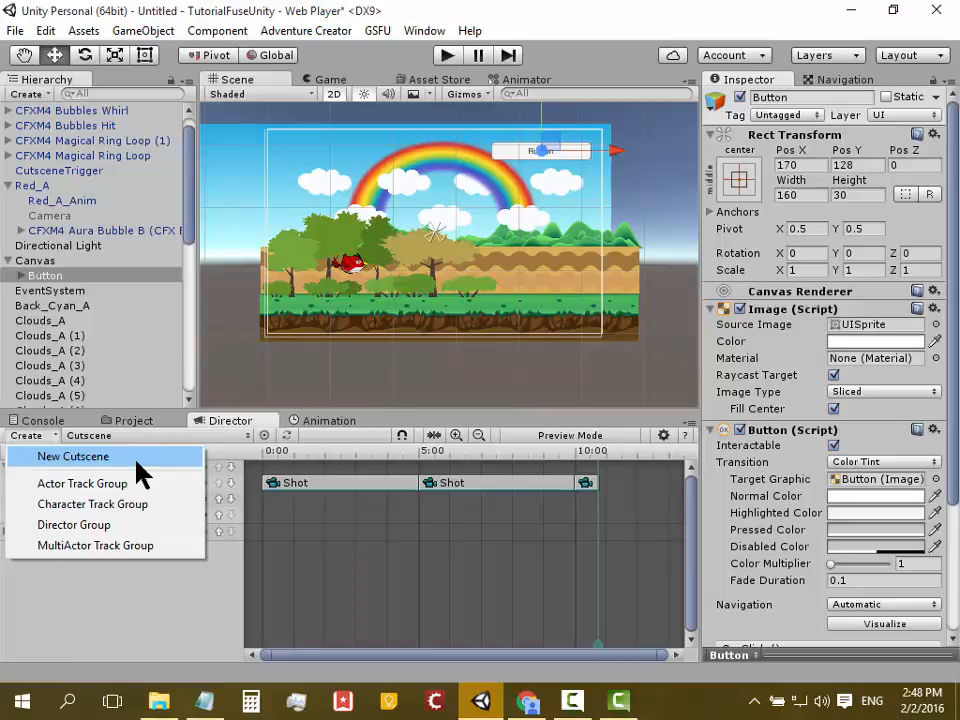 Unity Personal (64bit) - Untitled - TutorialFuseUnity - Web Player* <DX9>
File Edit Assets GameObject Component Adventure Creator GSFU Window Help
Pivot Global Account Layers Layout
Hierarchy
Create All
CFXM4 Bubbles Whirl
CFXM4 Bubbles Hit
CFXM4 Magical Ring Loop (1)
CFXM4 Magical Ring Loop
CutsceneTrigger
Red_A
Red_A_Anim
Camera
CFXM4 Aura Bubble B (CFX E
Directional Light
Canvas
Button
EventSystem
Back_Cyan_A
Clouds_A
Clouds_A (1)
Clouds_A (2)
Clouds_A (3)
Clouds_A (4)
Clouds_A (5)
Scene Game Asset Store Animator
Shaded 2D Gizmos All
Inspector Navigation
Button Static
Tag Untagged Layer UI
Rect Transform
center Pos X Pos Y Pos Z
middle 170 128 0
Width Height
160 30
R
Anchors
Pivot X 0.5 Y 0.5
Rotation X 0 Y 0 Z 0
Scale X 1 Y 1 Z 1
Canvas Renderer
Image (Script)
Source Image UISprite
Color
Material None (Material)
Raycast Target
Image Type Sliced
Fill Center
OK Button (Script)
Interactable
Transition Color Tint
Target Graphic Button (Image)
Normal Color
Highlighted Color
Pressed Color
Disabled Color
Color Multiplier 1
Fade Duration 0.1
Navigation Automatic
Visualize
Button
Console Project Director Animation
Create Cutscene Preview Mode ?
0:00 5:00 10:00
Shot Shot
New Cutscene
Actor Track Group
Character Track Group
Director Group
MultiActor Track Group
ENG
2:48 PM
2/2/2016